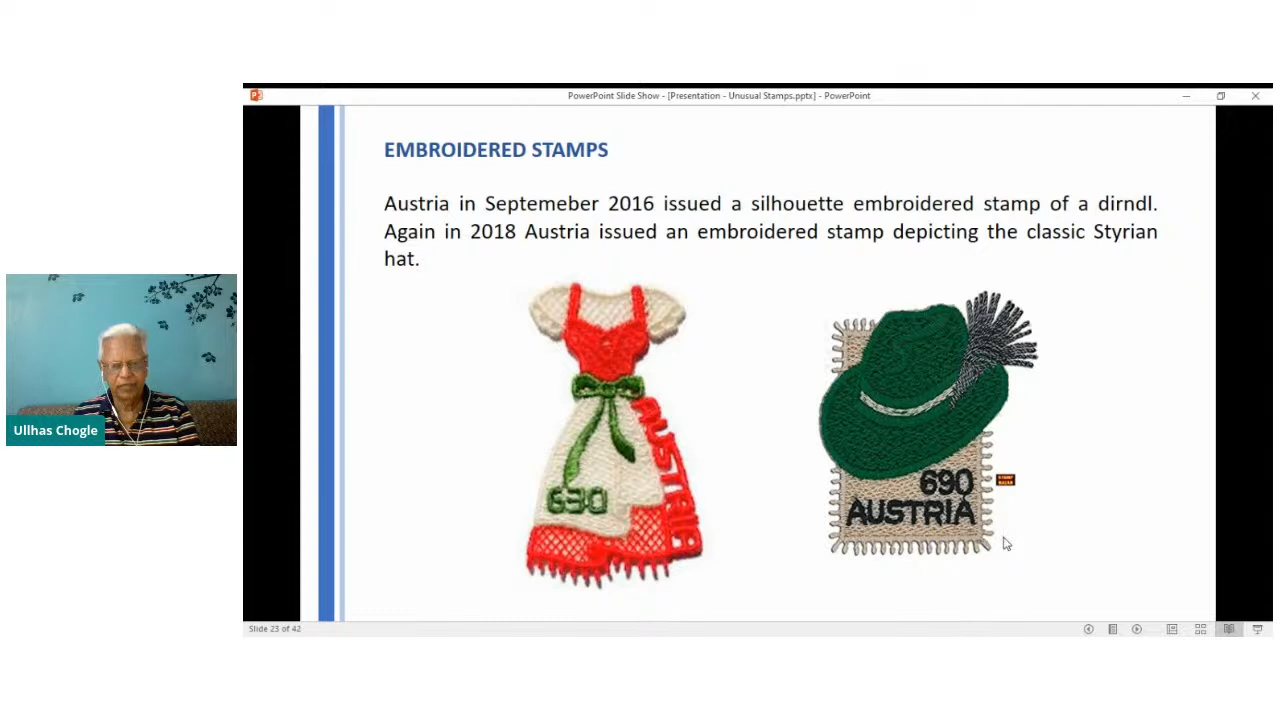 PowerPoint Slide Show - [Presentation - Unusual Stamps.pptx] - PowerPoint
EMBROIDERED STAMPS
Austria in Septemeber 2016 issued a silhouette embroidered stamp of a dirndl.
Again in 2018 Austria issued an embroidered stamp depicting the classic Styrian
hat.
AUSTRIA
630
690
AUSTRIA
Ullhas Chogle
Slide 23 of 42